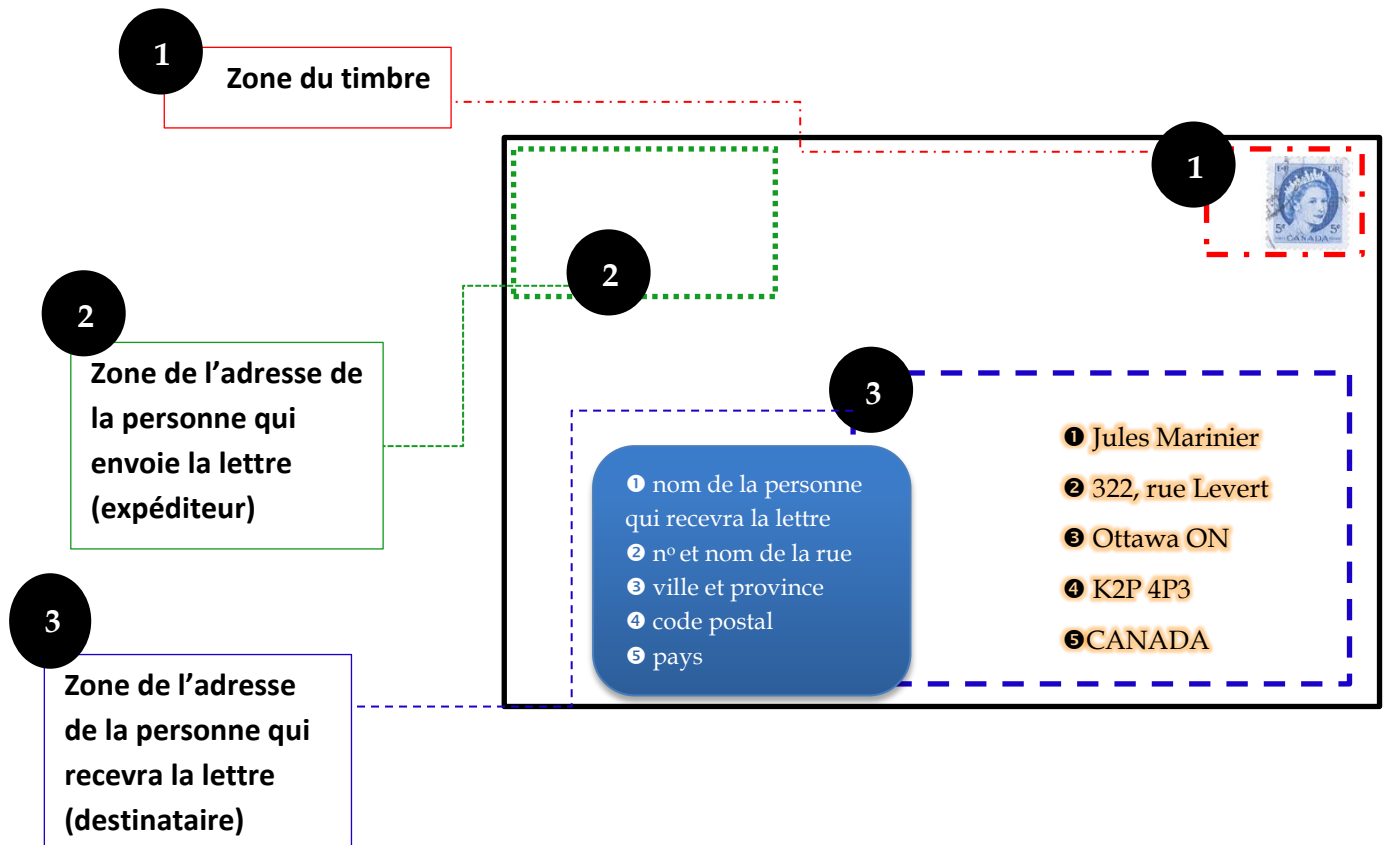 1
Zone du timbre
1
5¢ 5¢
CANADA
2
2
Zone de l’adresse de
la personne qui
envoie la lettre
(expéditeur)
3
❶ nom de la personne
qui recevra la lettre
❷ nº et nom de la rue
❸ ville et province
❹ code postal
❺ pays
❶ Jules Marinier
❷ 322, rue Levert
❸ Ottawa ON
❹ K2P 4P3
❺CANADA
3
Zone de l’adresse
de la personne qui
recevra la lettre
(destinataire)